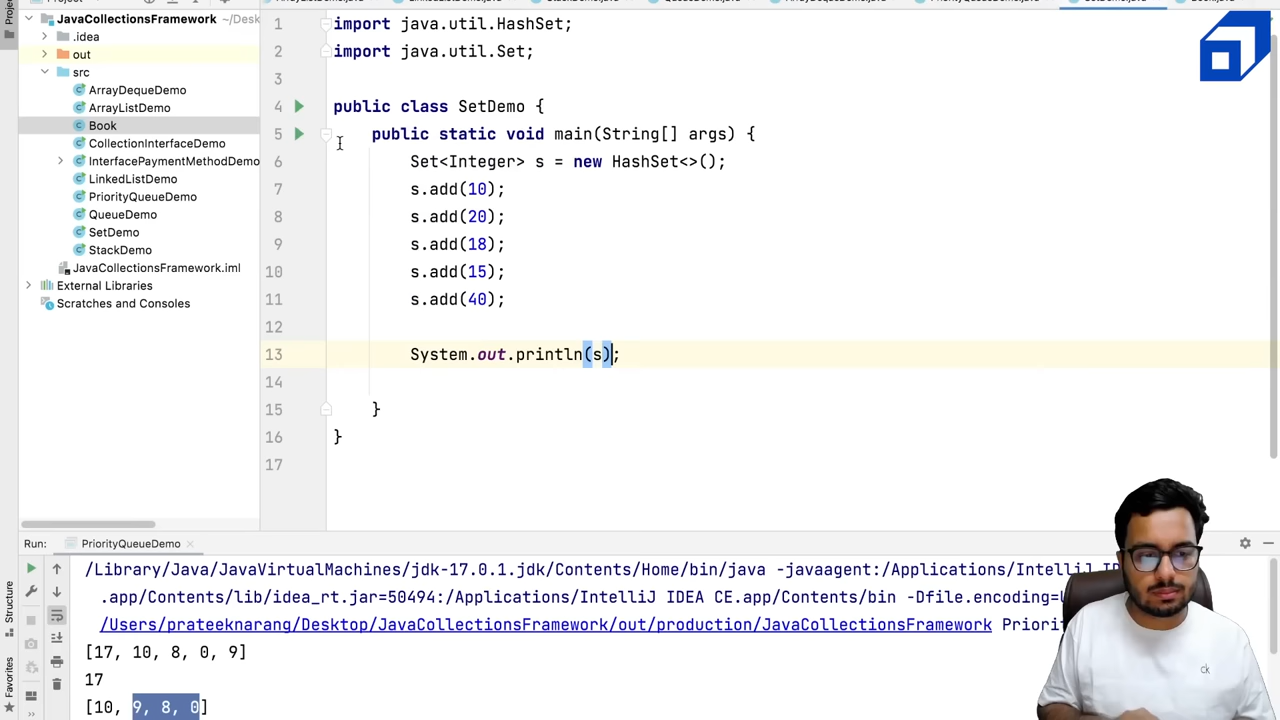 JavaCollectionsFramework ~/Desk
.idea
out
src
ArrayDequeDemo
ArrayListDemo
Book
CollectionInterfaceDemo
InterfacePaymentMethodDemo
LinkedListDemo
PriorityQueueDemo
QueueDemo
SetDemo
StackDemo
JavaCollectionsFramework.iml
External Libraries
Scratches and Consoles
1 import java.util.HashSet;
2 import java.util.Set;
3
4 public class SetDemo {
5 public static void main(String[] args) {
6 Set<Integer> s = new HashSet<>();
7 s.add(10);
8 s.add(20);
9 s.add(18);
10 s.add(15);
11 s.add(40);
12
13 System.out.println(s);
14
15 }
16 }
17
Run: PriorityQueueDemo
/Library/Java/JavaVirtualMachines/jdk-17.0.1.jdk/Contents/Home/bin/java -javaagent:/Applications/IntelliJ ID
.app/Contents/lib/idea_rt.jar=50494:/Applications/IntelliJ IDEA CE.app/Contents/bin -Dfile.encoding=U
/Users/prateeknarang/Desktop/JavaCollectionsFramework/out/production/JavaCollectionsFramework Priori
[17, 10, 8, 0, 9]
17
[10, 9, 8, 0]
Structure
Favorites
ck